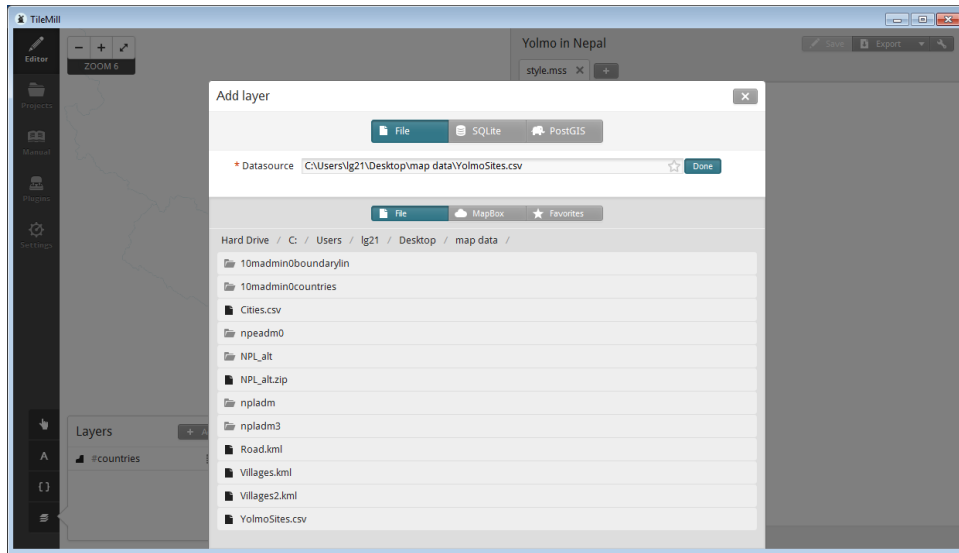 TileMill
Editor
Projects
Manual
Plugins
Settings
ZOOM 6
Yolmo in Nepal
Save
Export
style.mss
Add layer
File
SQLite
PostGIS
* Datasource
C:\Users\lg21\Desktop\map data\YolmoSites.csv
Done
File
MapBox
Favorites
Hard Drive / C: / Users / lg21 / Desktop / map data /
10madmin0boundarylin
10madmin0countries
Cities.csv
npeadm0
NPL_alt
NPL_alt.zip
npladm
npladm3
Road.kml
Villages.kml
Villages2.kml
YolmoSites.csv
Layers
+ A
#countries
A
{}